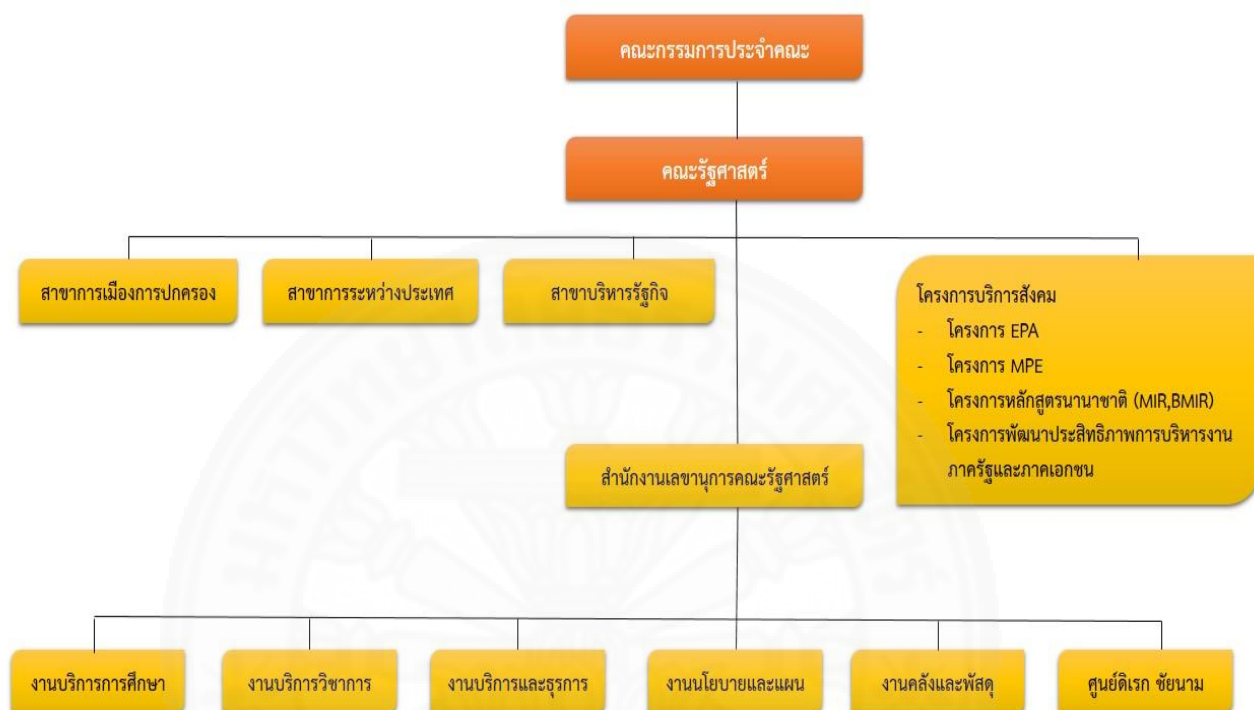 คณะกรรมการประจำคณะ
คณะรัฐศาสตร์
สาขาการเมืองการปกครอง
สาขาการระหว่างประเทศ
สาขาบริหารรัฐกิจ
โครงการบริการสังคม
- โครงการ EPA
- โครงการ MPE
- โครงการหลักสูตรนานาชาติ (MIR,BMIR)
- โครงการพัฒนาประสิทธิภาพการบริหารงาน
ภาครัฐและภาคเอกชน
สำนักงานเลขานุการคณะรัฐศาสตร์
งานบริการการศึกษา
งานบริการวิชาการ
งานบริการและธุรการ
งานนโยบายและแผน
งานคลังและพัสดุ
ศูนย์ดิเรก ชัยนาม